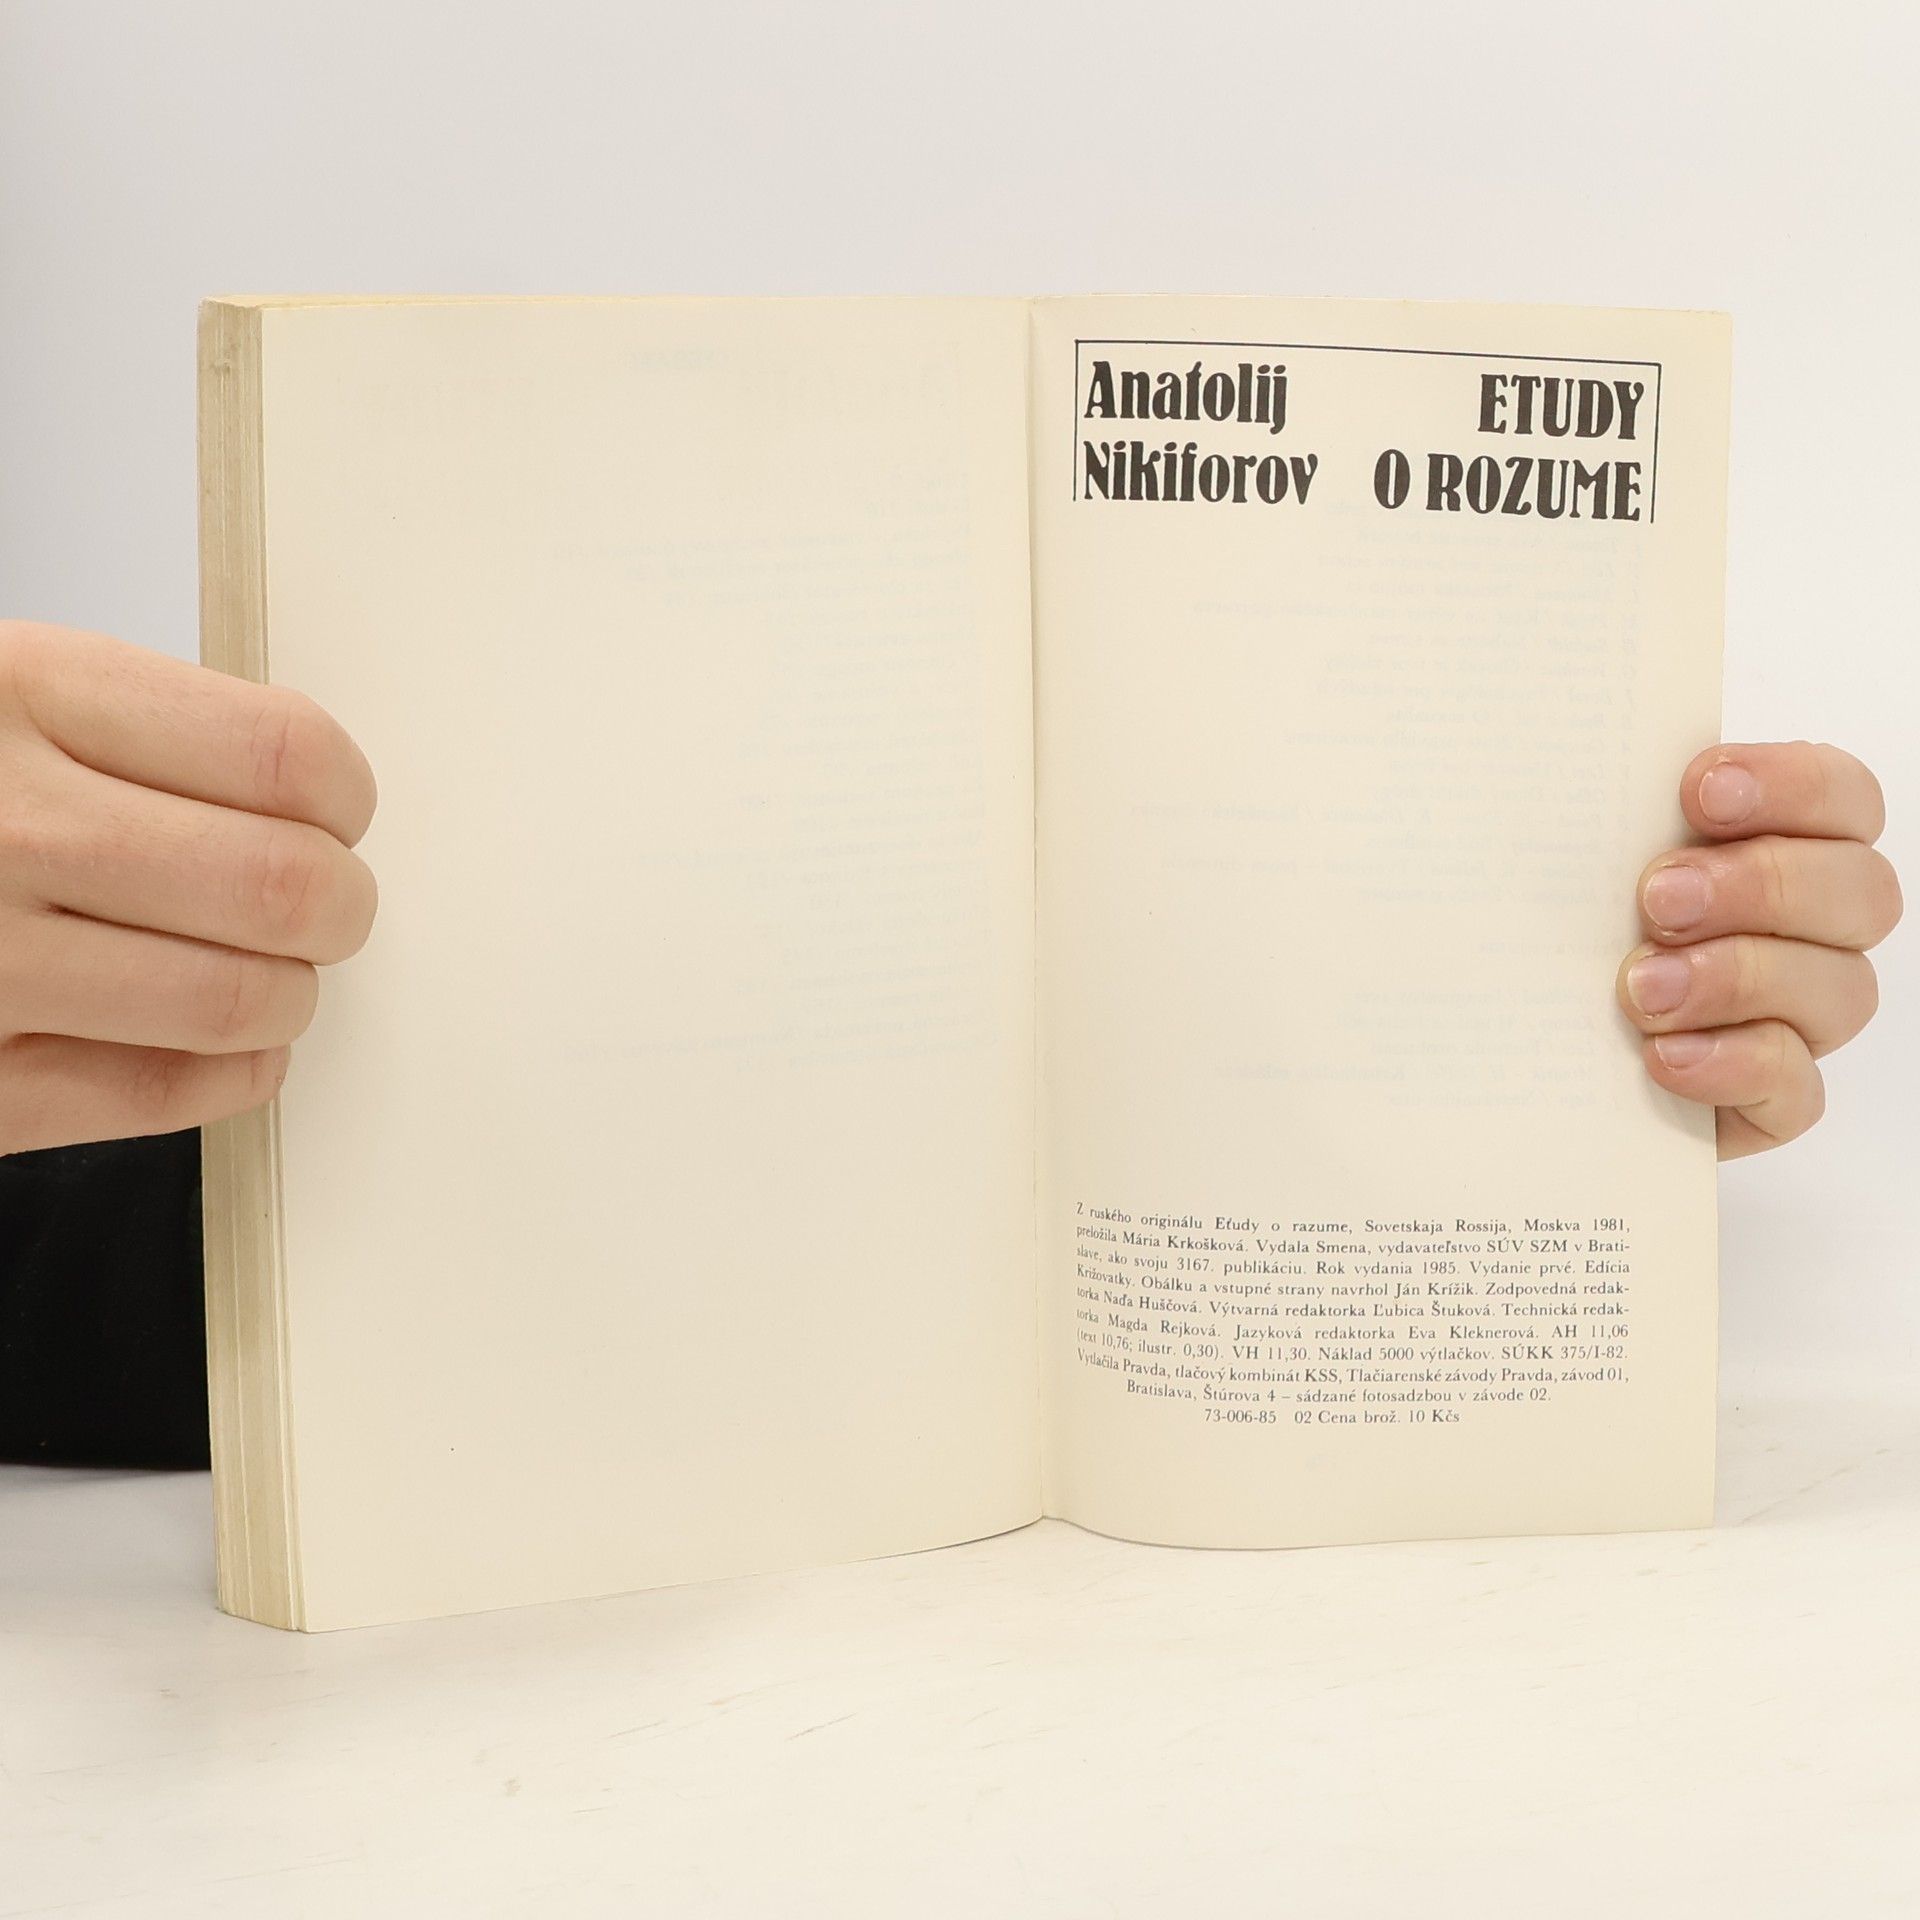 Anatolij
Nikiforov
ETUDY
O ROZUME
Z ruského originálu Eťudy o razume, Sovetskaja Rossija, Moskva 1981,
preložila Mária Krkošková. Vydala Smena, vydavateľstvo SÚV SZM v Brati-
slave, ako svoju 3167. publikáciu. Rok vydania 1985. Vydanie prvé. Edícia
Križovatky. Obálku a vstupné strany navrhol Ján Krížik. Zodpovedná redak-
torka Naďa Huščová. Výtvarná redaktorka Ľubica Štuková. Technická redak-
torka Magda Rejková. Jazyková redaktorka Eva Kleknerová. AH 11,06
(text 10,76; ilustr. 0,30). VH 11,30. Náklad 5000 výtlačkov. SÚKK 375/I-82.
Vytlačila Pravda, tlačový kombinát KSS, Tlačiarenské závody Pravda, závod 01,
Bratislava, Štúrova 4 – sádzané fotosadzbou v závode 02.
73-006-85 02 Cena brož. 10 Kčs